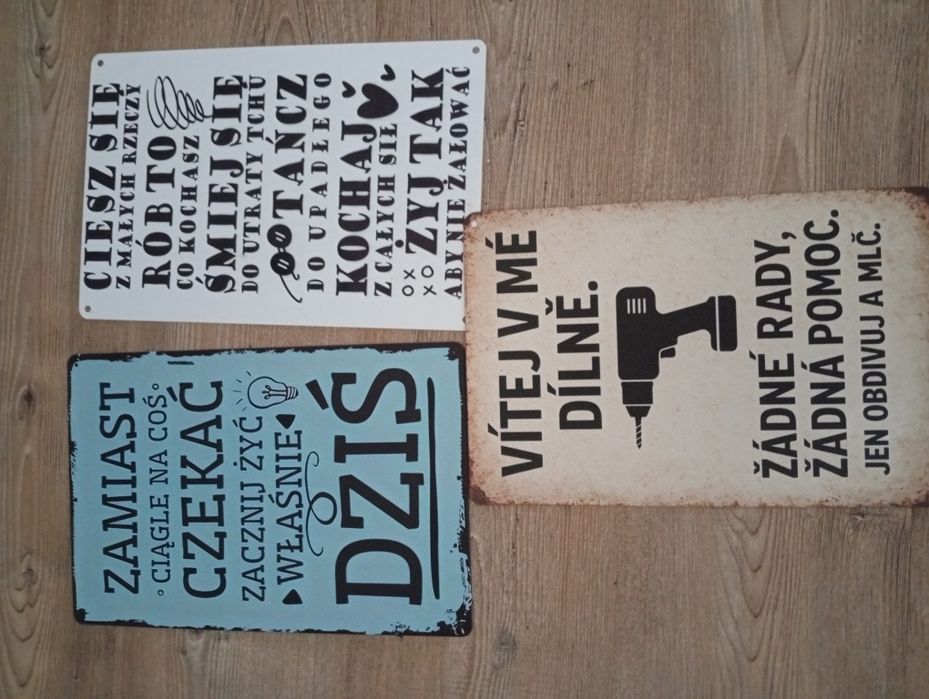 CIESZ SIĘ
Z MAŁYCH RZECZY
RÓB TO
CO KOCHASZ
ŚMIEJ SIĘ
DO UTRATY TCHU
TAŃCZ
DO UPADŁEGO
KOCHAJ
Z CAŁYCH SIŁ
ŻYJ TAK
ABY NIE ŻAŁOWAĆ
ZAMIAST
CIĄGLE NA COŚ
CZEKAĆ
ZACZNIJ ŻYĆ
WŁAŚNIE
DZIŚ
VÍTEJ V MÉ
DÍLNĚ.
ŽÁDNÉ RADY,
ŽÁDNÁ POMOC.
JEN OBDIVUJ A MLČ.